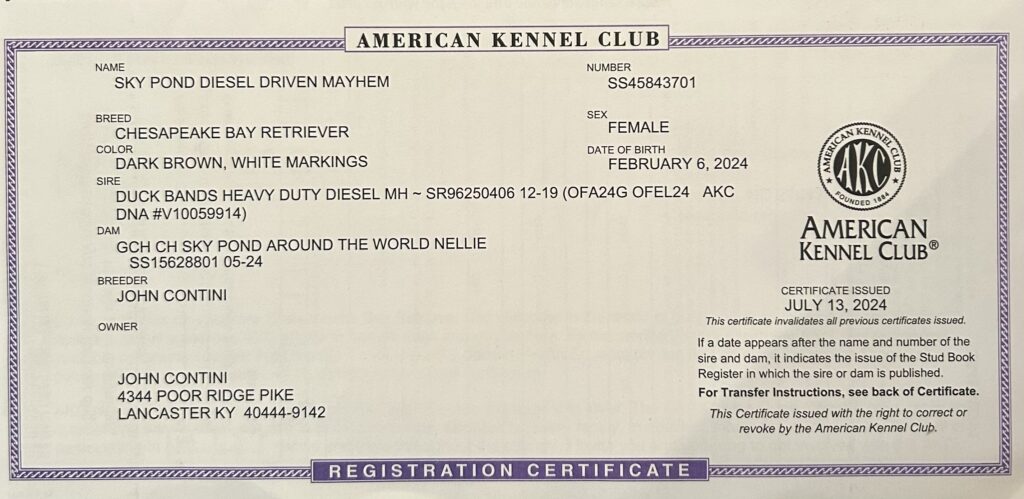 AMERICAN KENNEL CLUB
NAME
SKY POND DIESEL DRIVEN MAYHEM
NUMBER
SS45843701
BREED
CHESAPEAKE BAY RETRIEVER
SEX
FEMALE
COLOR
DARK BROWN, WHITE MARKINGS
DATE OF BIRTH
FEBRUARY 6, 2024
SIRE
DUCK BANDS HEAVY DUTY DIESEL MH ~ SR96250406 12-19 (OFA24G OFEL24 AKC
DNA #V10059914)
DAM
GCH CH SKY POND AROUND THE WORLD NELLIE
SS15628801 05-24
BREEDER
JOHN CONTINI
OWNER
JOHN CONTINI
4344 POOR RIDGE PIKE
LANCASTER KY 40444-9142
AMERICAN KENNEL CLUB
AKC
FOUNDED 1884
AMERICAN
KENNEL CLUB®
CERTIFICATE ISSUED
JULY 13, 2024
This certificate invalidates all previous certificates issued.
If a date appears after the name and number of the
sire and dam, it indicates the issue of the Stud Book
Register in which the sire or dam is published.
For Transfer Instructions, see back of Certificate.
This Certificate issued with the right to correct or
revoke by the American Kennel Club.
REGISTRATION CERTIFICATE